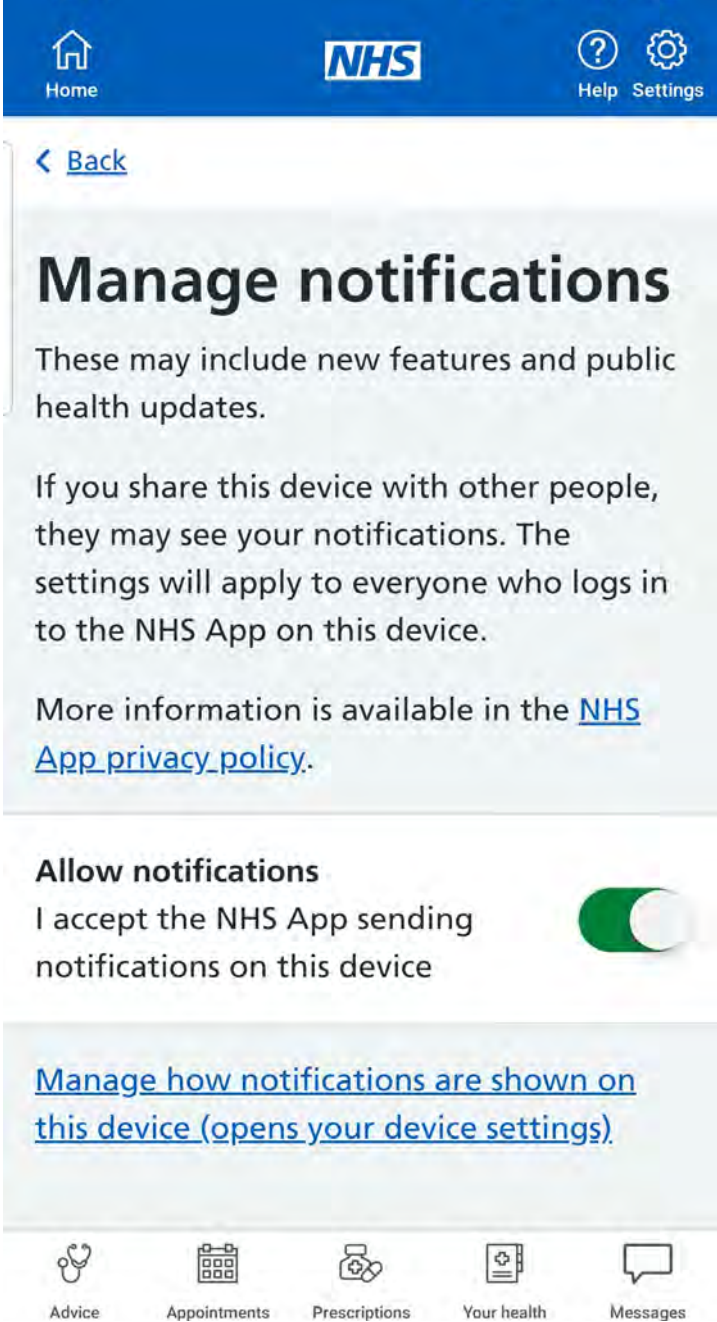 NHS
Home
Help Settings
Back
Manage notifications
These may include new features and public
health updates.
If you share this device with other people,
they may see your notifications. The
settings will apply to everyone who logs in
to the NHS App on this device.
More information is available in the NHS
App privacy policy.
Allow notifications
I accept the NHS App sending
notifications on this device
Manage how notifications are shown on
this device (opens your device settings)
Advice Appointments Prescriptions Your health Messages